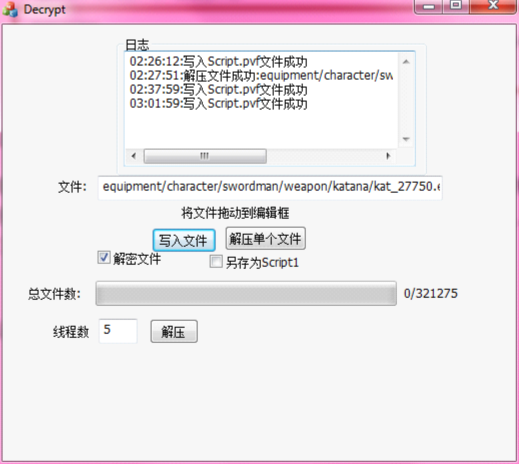 Decrypt
日志
02:26:12:写入Script.pvf文件成功
02:27:51:解压文件成功:equipment/character/sw
02:37:59:写入Script.pvf文件成功
03:01:59:写入Script.pvf文件成功
文件: equipment/character/swordman/weapon/katana/kat_27750.e
将文件拖动到编辑框
写入文件 解压单个文件
解密文件 另存为Script1
总文件数: 0/321275
线程数 5 解压